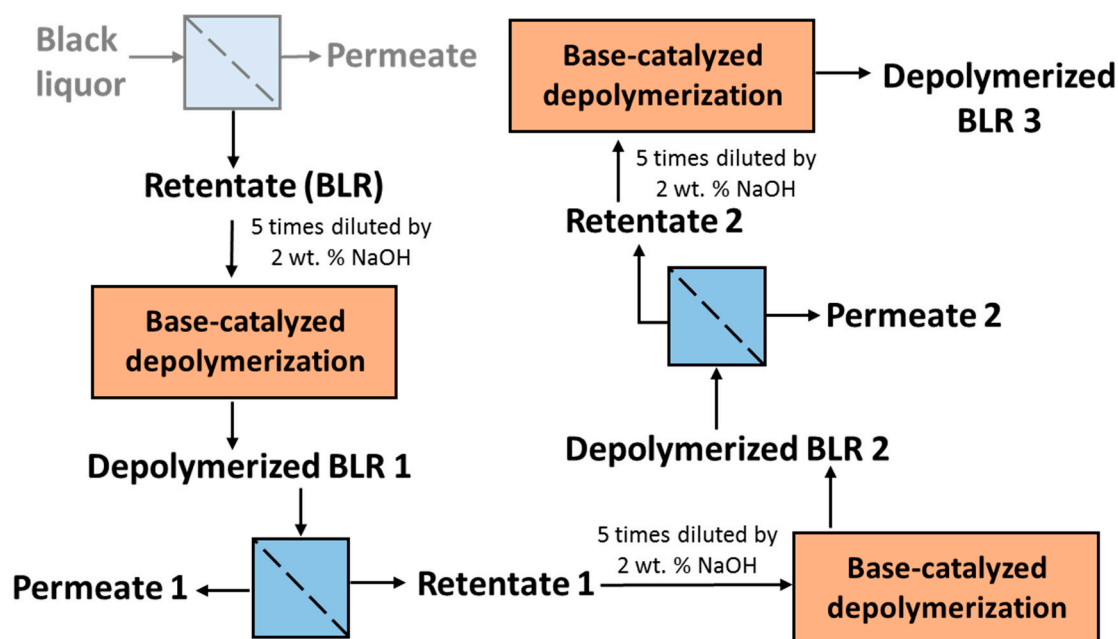 Black
liquor
Permeate
Retentate (BLR)
5 times diluted by
2 wt. % NaOH
Base-catalyzed
depolymerization
Depolymerized BLR 1
Permeate 1
Retentate 1
5 times diluted by
2 wt. % NaOH
Base-catalyzed
depolymerization
Depolymerized BLR 2
Permeate 2
Retentate 2
5 times diluted by
2 wt. % NaOH
Base-catalyzed
depolymerization
Depolymerized
BLR 3